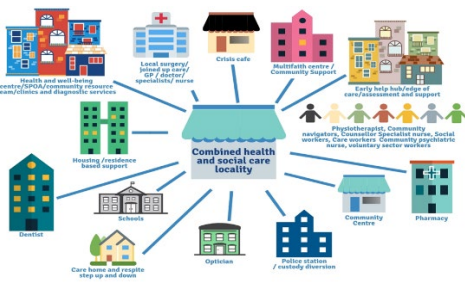 Health and well-being
centre/SPOA/community resource
team/clinics and diagnostic services
Local surgery/
joined up care/
GP / doctor/
specialists/ nurse
Crisis cafe
Multifaith centre /
Community Support
Early help hub/edge of
care/assessment and support
Physiotherapist, Community
navigators, Counsellor Specialist nurse, Social
workers, Care workers Community psychiatric
nurse, voluntary sector workers
Housing /residence
based support
Combined health
and social care
locality
Dentist
Schools
Care home and respite
step up and down
Optician
Police station
/ custody diversion
Community
Centre
Pharmacy